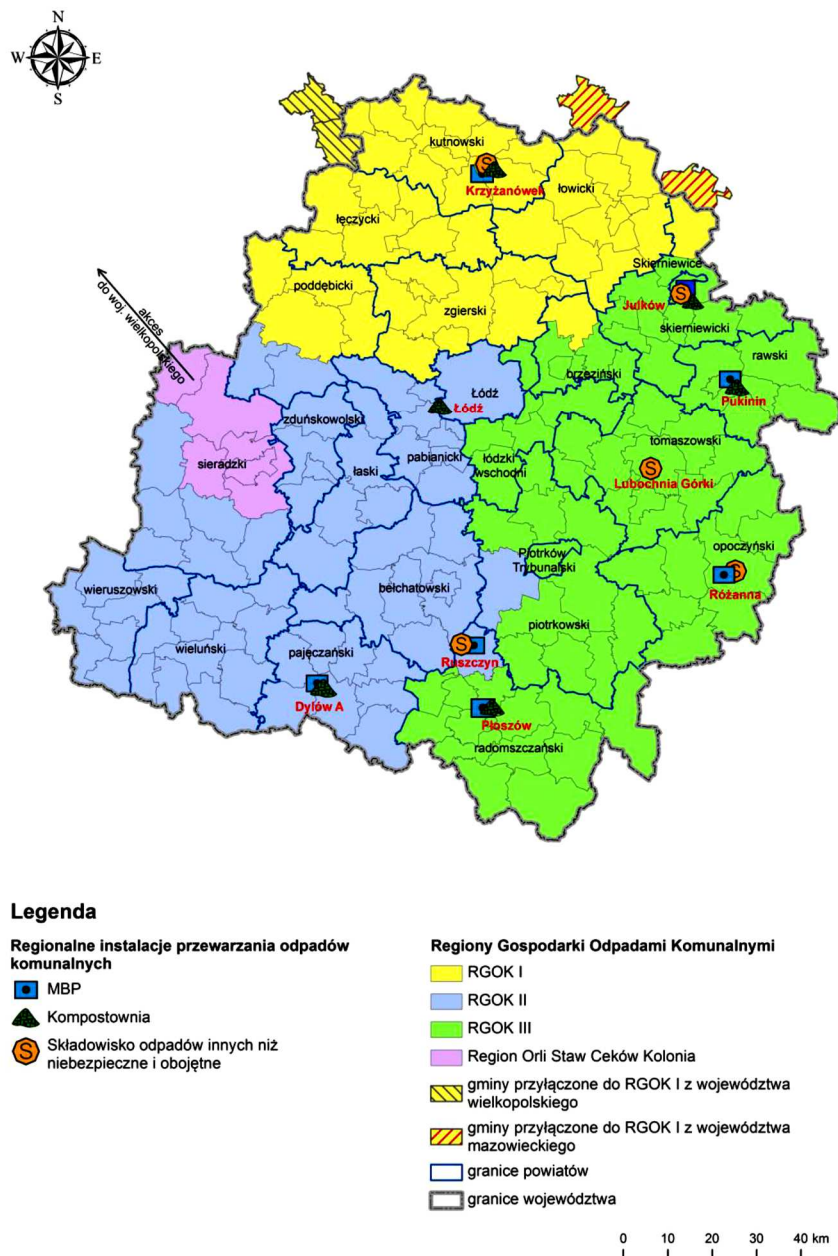 N
W
E
S
kutnowski
S
Krzyżanówek
łowicki
łęczycki
Skierniewice
poddębicki
zgierski
S
Julków
skierniewicki
akces
do woj. wielkopolskiego
rawski
brzeziński
Pukinin
Łódź
Łódź
zduńskowolski
tomaszowski
pabianicki
łódzki
wschodni
sieradzki
łaski
S
Lubochnia Górki
opoczyński
Piotrków
Trybunalski
S
Różanna
wieruszowski
bełchatowski
piotrkowski
wieluński
pajęczański
S
Ruszczyn
Dylów A
Płoszów
radomszczański
Legenda
Regionalne instalacje przewarzania odpadów
komunalnych
MBP
Kompostownia
S
Składowisko odpadów innych niż
niebezpieczne i obojętne
Regiony Gospodarki Odpadami Komunalnymi
RGOK I
RGOK II
RGOK III
Region Orli Staw Ceków Kolonia
gminy przyłączone do RGOK I z województwa
wielkopolskiego
gminy przyłączone do RGOK I z województwa
mazowieckiego
granice powiatów
granice województwa
0 10 20 30 40 km